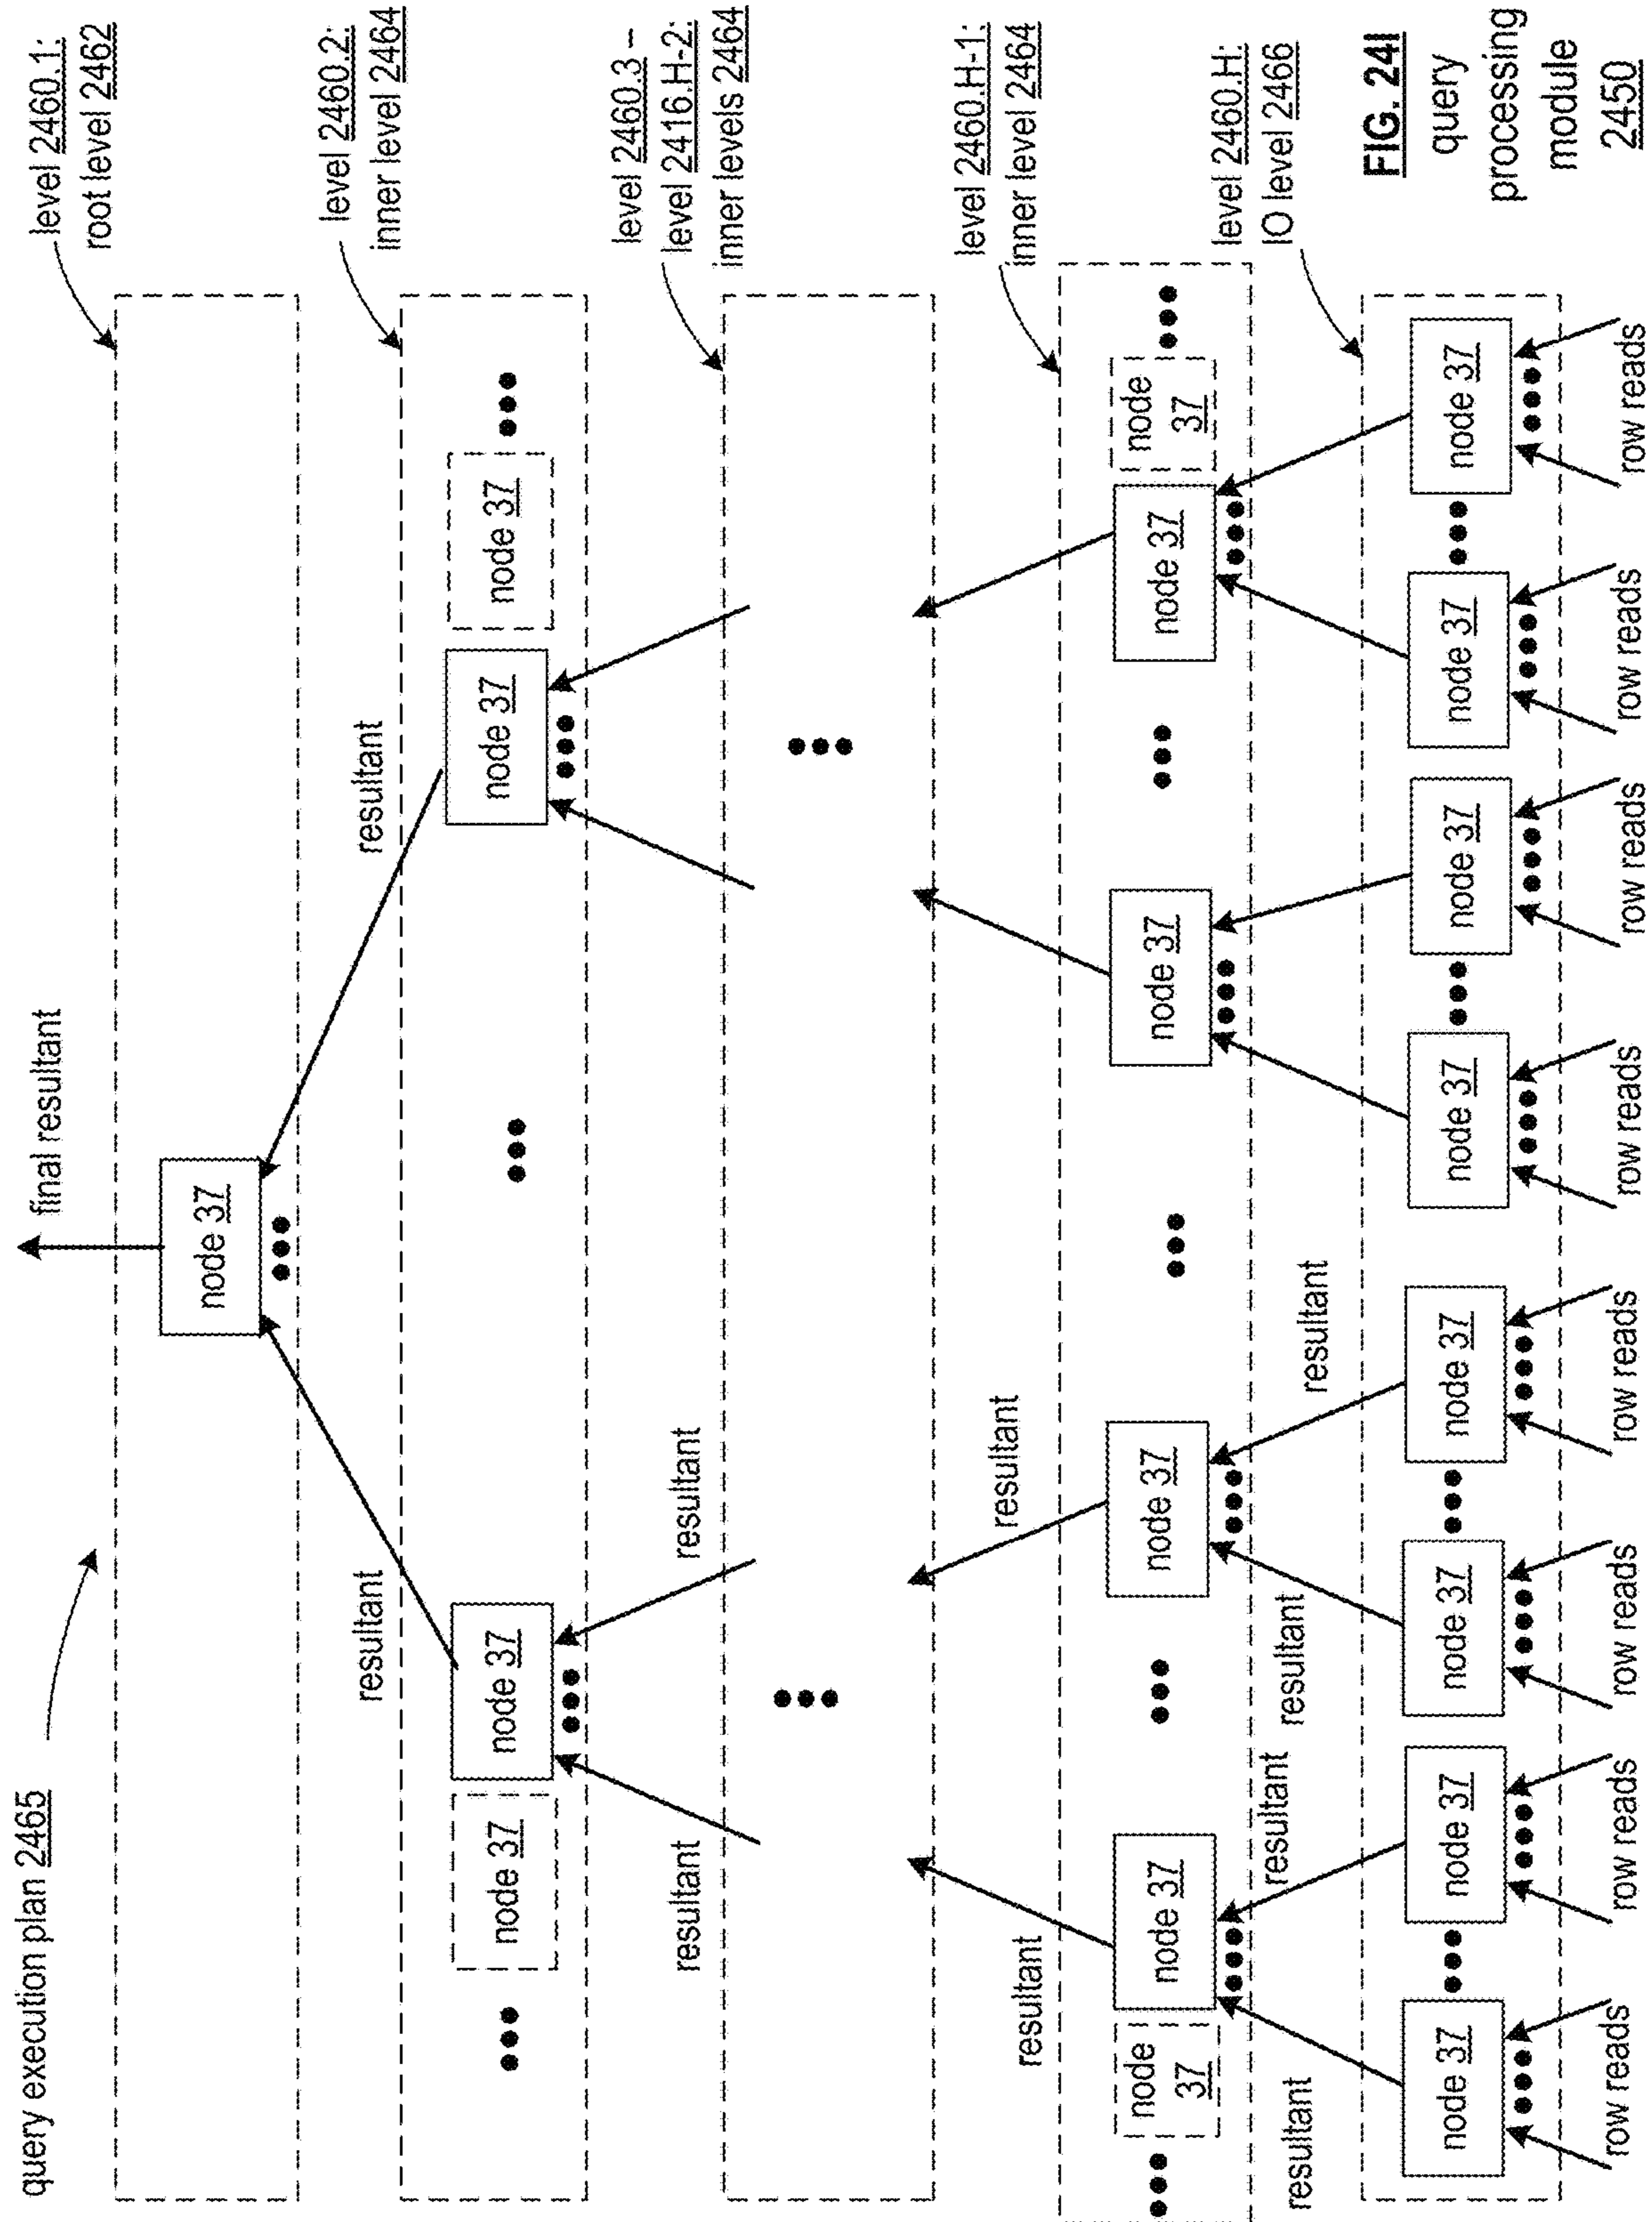 query execution plan 2465
final resultant
level 2460.1:
root level 2462
node 37
resultant
resultant
level 2460.2:
inner level 2464
node 37
node 37
node 37
node 37
resultant
resultant
level 2460.3 –
level 2416.H-2:
inner levels 2464
resultant
resultant
level 2460.H-1:
inner level 2464
node
37
node 37
node 37
node 37
node 37
node
37
resultant
resultant
resultant
resultant
level 2460.H:
IO level 2466
node 37
node 37
node 37
node 37
node 37
node 37
node 37
node 37
row reads
row reads
row reads
row reads
row reads
row reads
row reads
row reads
FIG. 24I
query
processing
module
2450